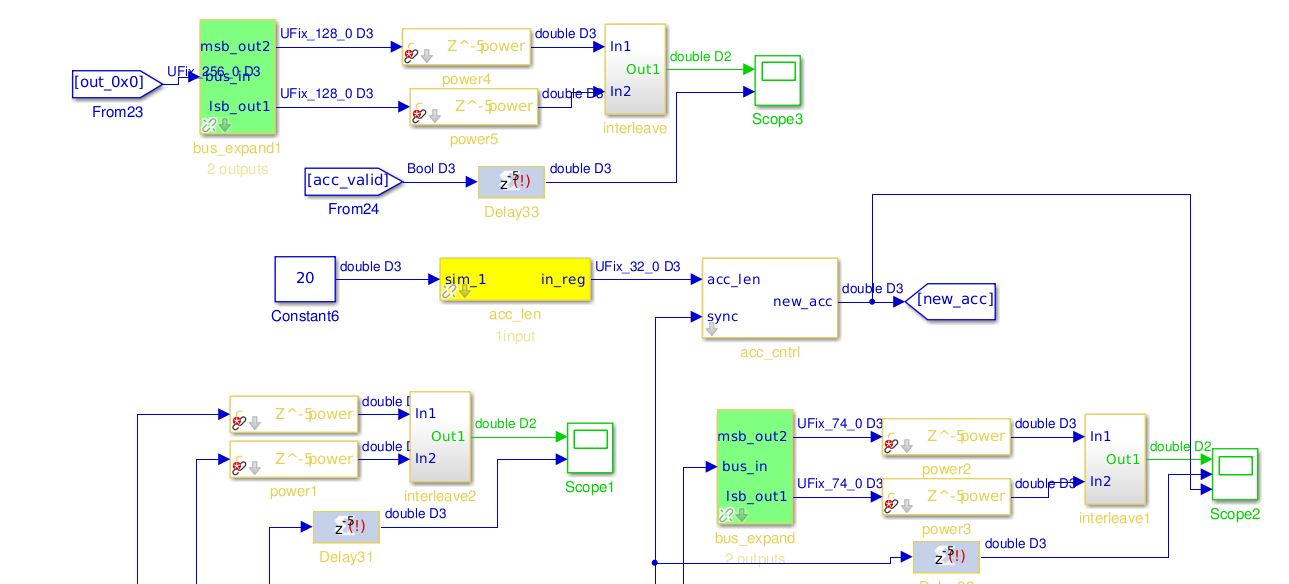 msb_out2
UFix_128_0 D3
Z^-5
power
double D3
In1
double D2
[out_0x0]
UFix_256_0 D3
bus_in
power4
Out1
From23
lsb_out1
UFix_128_0 D3
Z^-5
power
double D3
In2
Scope3
bus_expand1
power5
interleave
2 outputs
[acc_valid]
Bool D3
z-5(!)
double D3
From24
Delay33
20
double D3
sim_1
in_reg
UFix_32_0 D3
acc_len
new_acc
double D3
[new_acc]
Constant6
acc_len
sync
1input
acc_cntrl
c
Z^-5
power
double D
In1
double D2
Out1
c
Z^-5
power
double D
In2
power1
interleave2
Scope1
z-5(!)
double D3
Delay31
msb_out2
UFix_74_0 D3
Z^-5
power
double D3
In1
double D2
bus_in
power2
Out1
lsb_out1
UFix_74_0 D3
Z^-5
power
double D3
In2
bus_expand
power3
interleave1
Scope2
2 outputs
z-5(!)
double D3